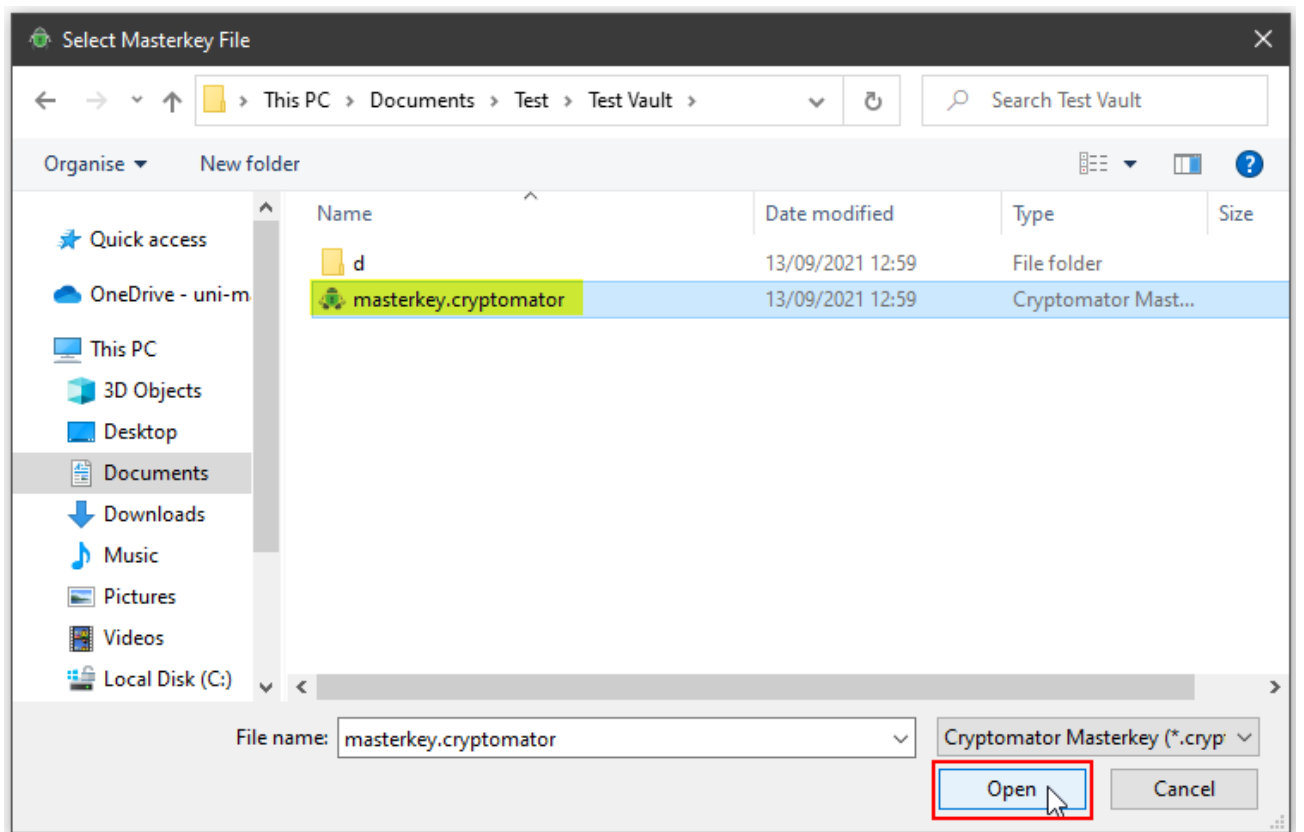 Select Masterkey File
This PC > Documents > Test > Test Vault >
Search Test Vault
Organise
New folder
Name
Date modified
Type
Size
Quick access
OneDrive - uni-m
This PC
3D Objects
Desktop
Documents
Downloads
Music
Pictures
Videos
Local Disk (C:)
d
13/09/2021 12:59
File folder
masterkey.cryptomator
13/09/2021 12:59
Cryptomator Mast...
File name:
masterkey.cryptomator
Cryptomator Masterkey (*.cryp
Open
Cancel